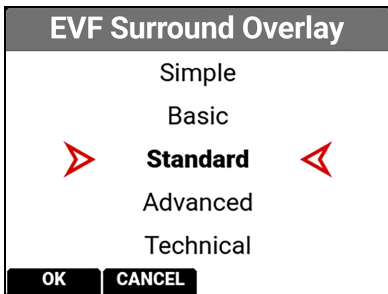 EVF Surround Overlay
Simple
Basic
Standard
Advanced
Technical
OK CANCEL